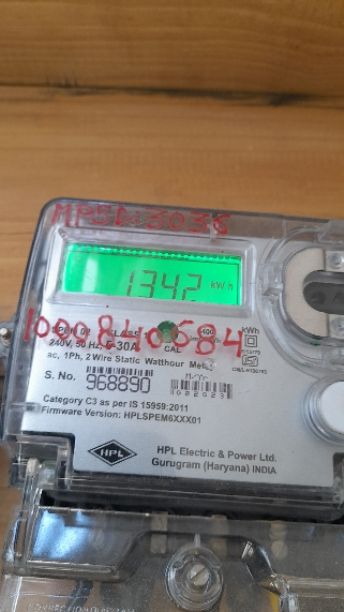 1342 kWh
1000840584
240V, 50 Hz, 5-30A
CAL
kWh
ac, 1Ph, 2 Wire Static Watthour Meter
S. No. 968890
Category C3 as per IS 15959:2011
Firmware Version: HPLSPEM6XXX01
HPL
HPL Electric & Power Ltd.
Gurugram (Haryana) INDIA